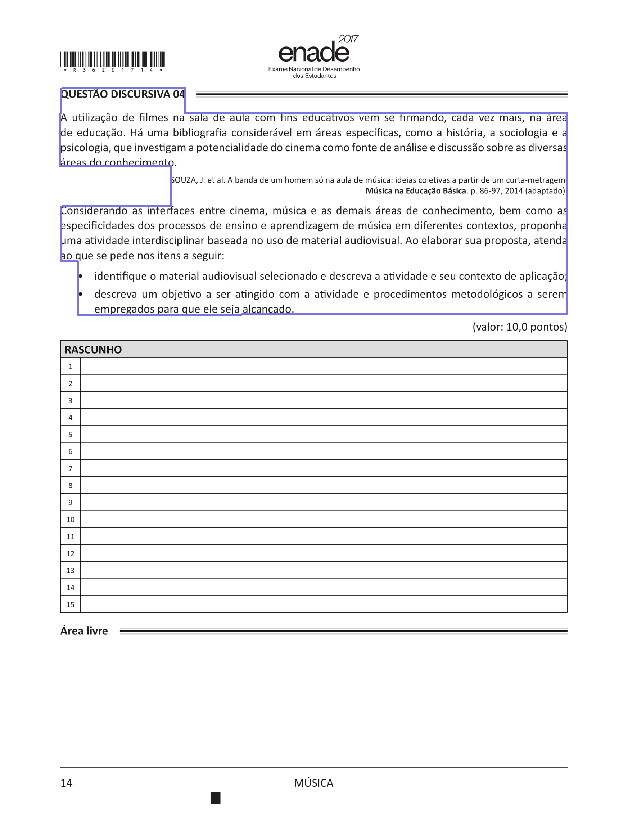 2017
enade
Exame Nacional de Desempenho
dos Estudantes
*R3620171 4*
QUESTÃO DISCURSIVA 04
A utilização de filmes na sala de aula com fins educativos vem se firmando, cada vez mais, na área
de educação. Há uma bibliografia considerável em áreas específicas, como a história, a sociologia e a
psicologia, que investigam a potencialidade do cinema como fonte de análise e discussão sobre as diversas
áreas do conhecimento.
SOUZA, J. et al. A banda de um homem só na aula de música: ideias coletivas a partir de um curta-metragem.
Música na Educação Básica. p. 86-97, 2014 (adaptado).
Considerando as interfaces entre cinema, música e as demais áreas de conhecimento, bem como as
especificidades dos processos de ensino e aprendizagem de música em diferentes contextos, proponha
uma atividade interdisciplinar baseada no uso de material audiovisual. Ao elaborar sua proposta, atenda
ao que se pede nos itens a seguir:
• identifique o material audiovisual selecionado e descreva a atividade e seu contexto de aplicação;
• descreva um objetivo a ser atingido com a atividade e procedimentos metodológicos a serem
empregados para que ele seja alcançado.
(valor: 10,0 pontos)
RASCUNHO
1
2
3
4
5
6
7
8
9
10
11
12
13
14
15
Área livre
14 MÚSICA